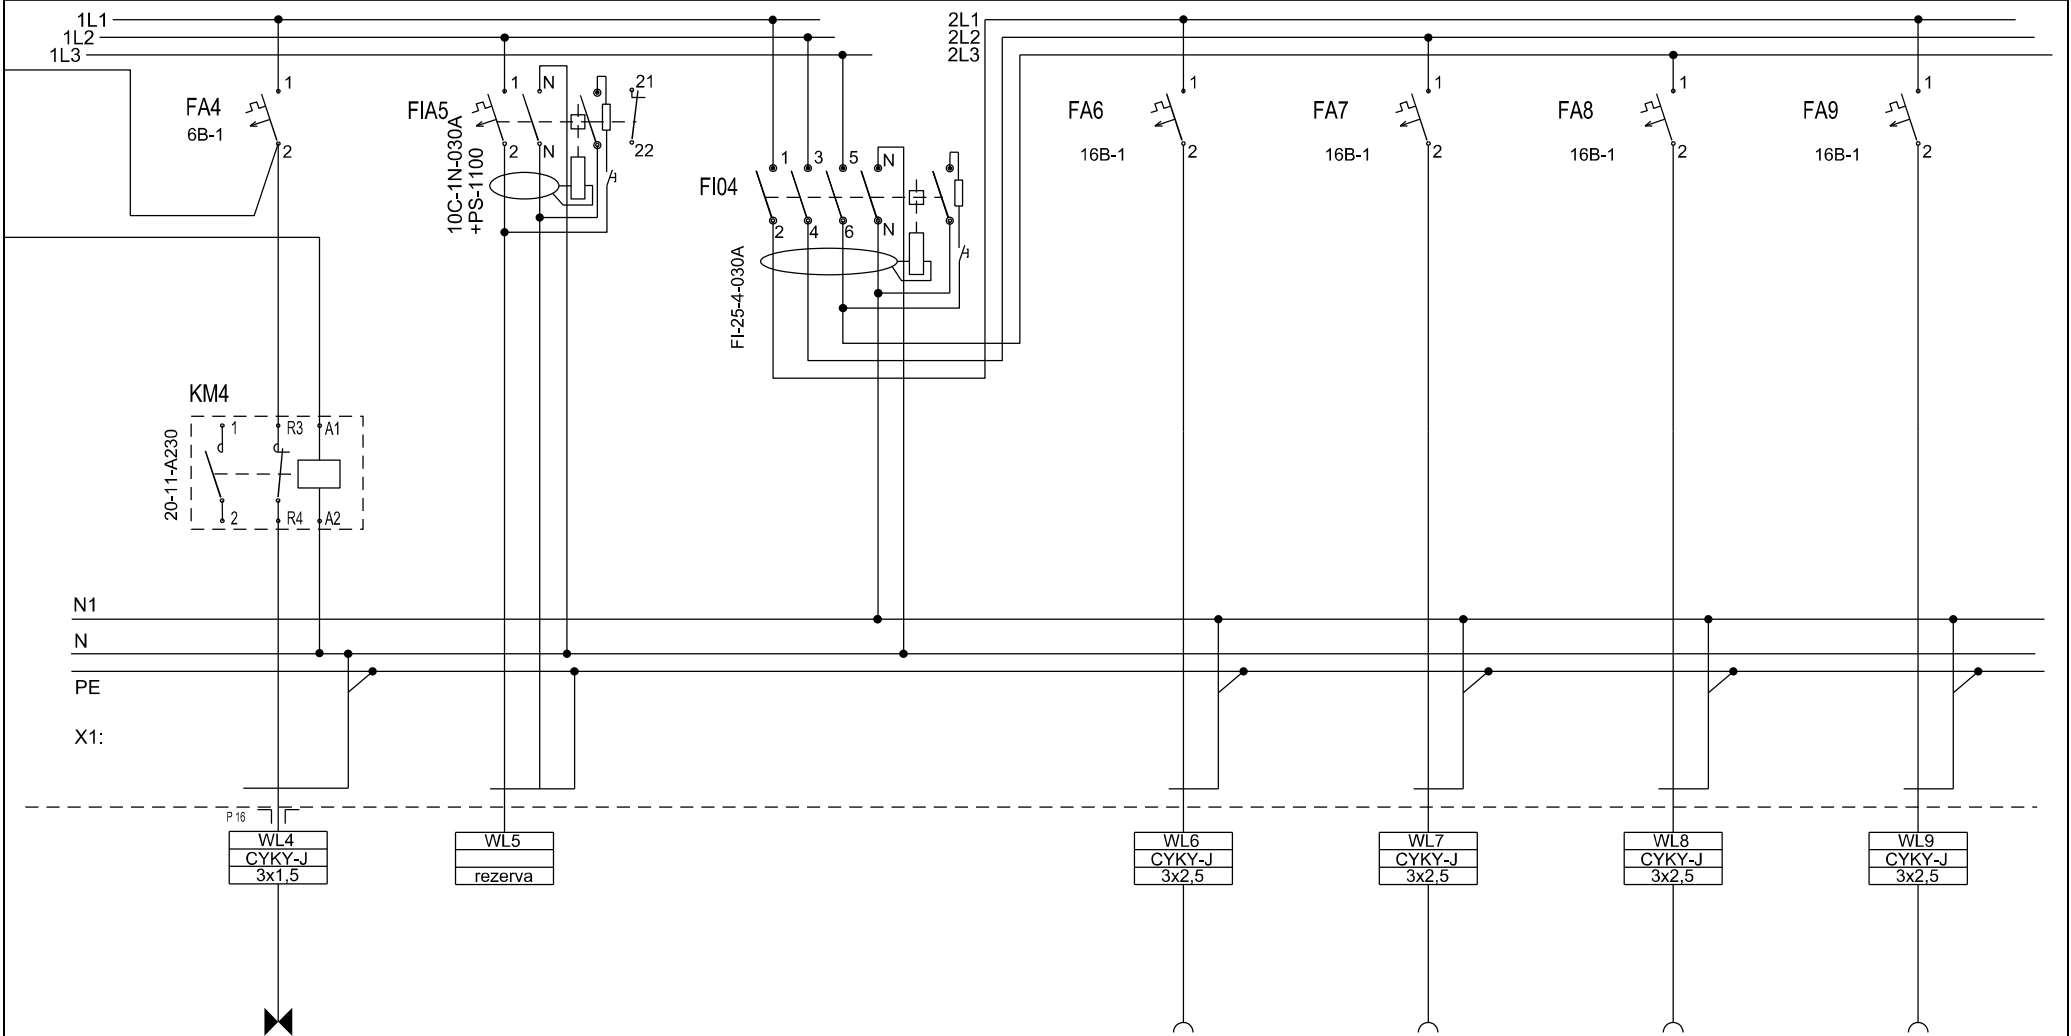 1L1
1L2
1L3
2L1
2L2
2L3
FA4
6B-1
1
2
FIA5
10C-1N-030A
+PS-1100
1
N
2
N
21
22
FI04
FI-25-4-030A
1
3
5
N
2
4
6
N
FA6
16B-1
1
2
FA7
16B-1
1
2
FA8
16B-1
1
2
FA9
16B-1
1
2
KM4
20-11-A230
1
R3
A1
2
R4
A2
N1
N
PE
X1:
P 16
WL4
CYKY-J
3x1,5
WL5
rezerva
WL6
CYKY-J
3x2,5
WL7
CYKY-J
3x2,5
WL8
CYKY-J
3x2,5
WL9
CYKY-J
3x2,5